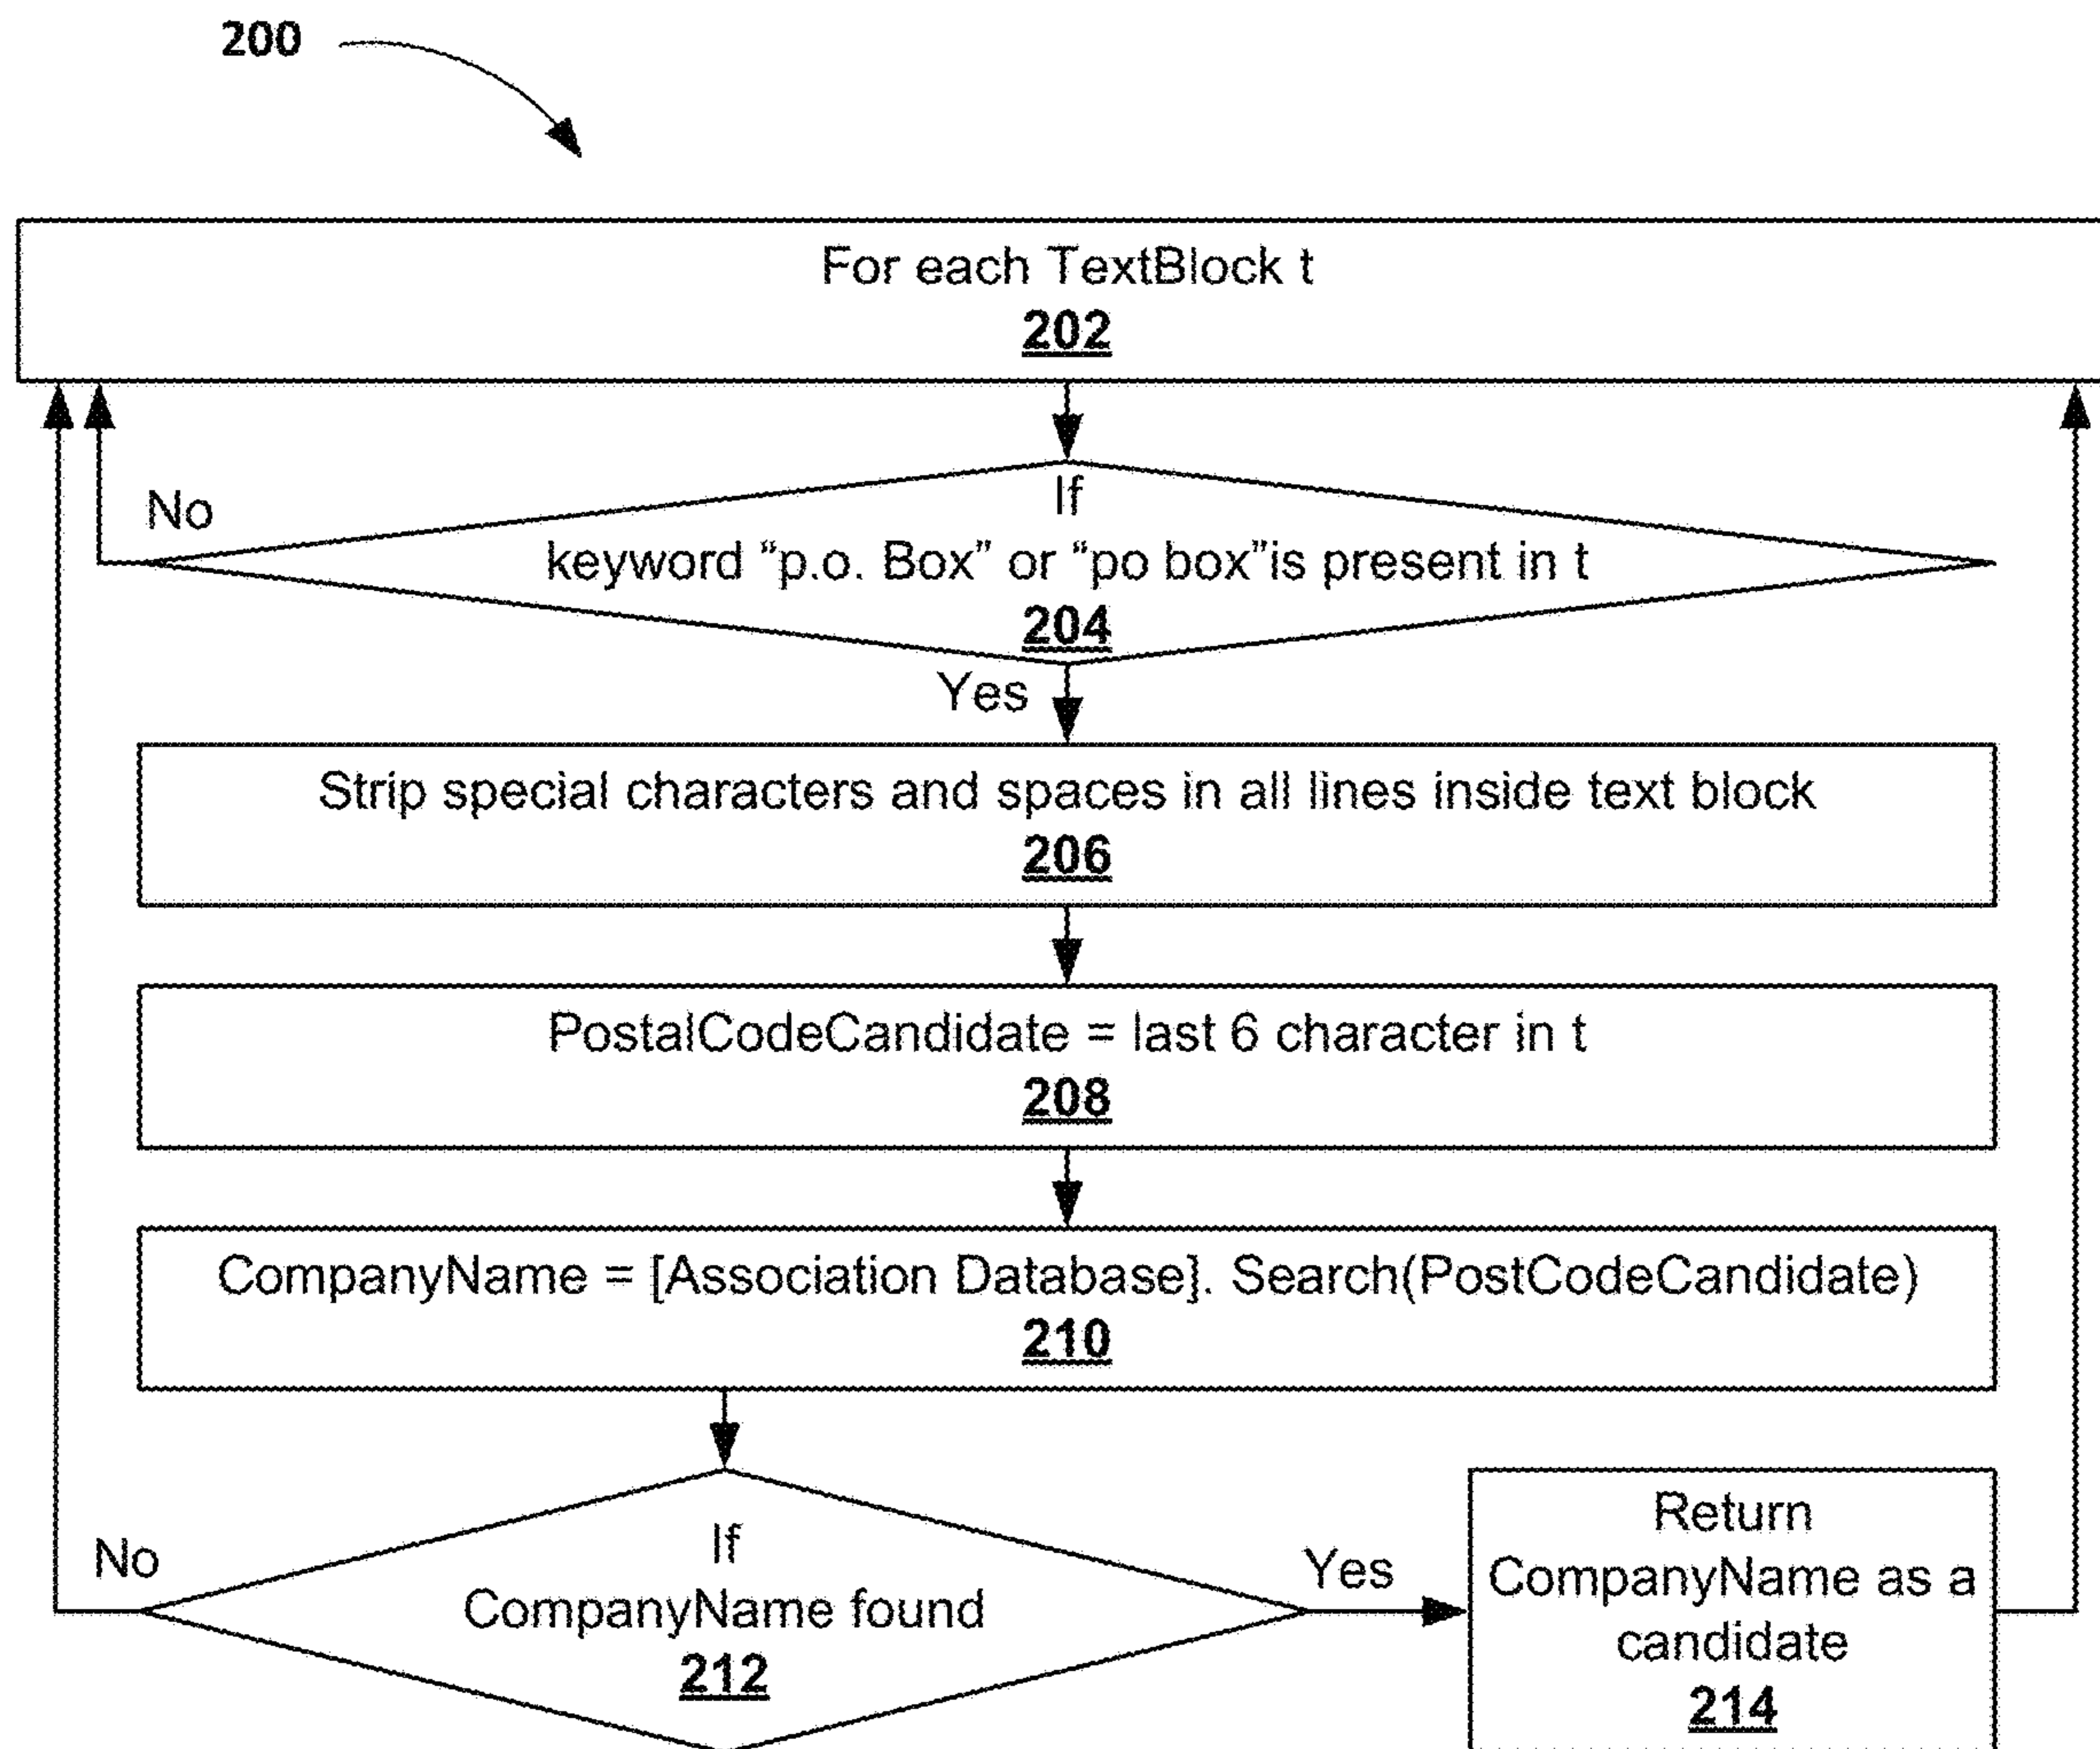 200
For each TextBlock t
202
No
If
keyword “p.o. Box” or “po box”is present in t
204
Yes
Strip special characters and spaces in all lines inside text block
206
PostalCodeCandidate = last 6 character in t
208
CompanyName = [Association Database]. Search(PostCodeCandidate)
210
No
If
CompanyName found
212
Yes
Return
CompanyName as a
candidate
214